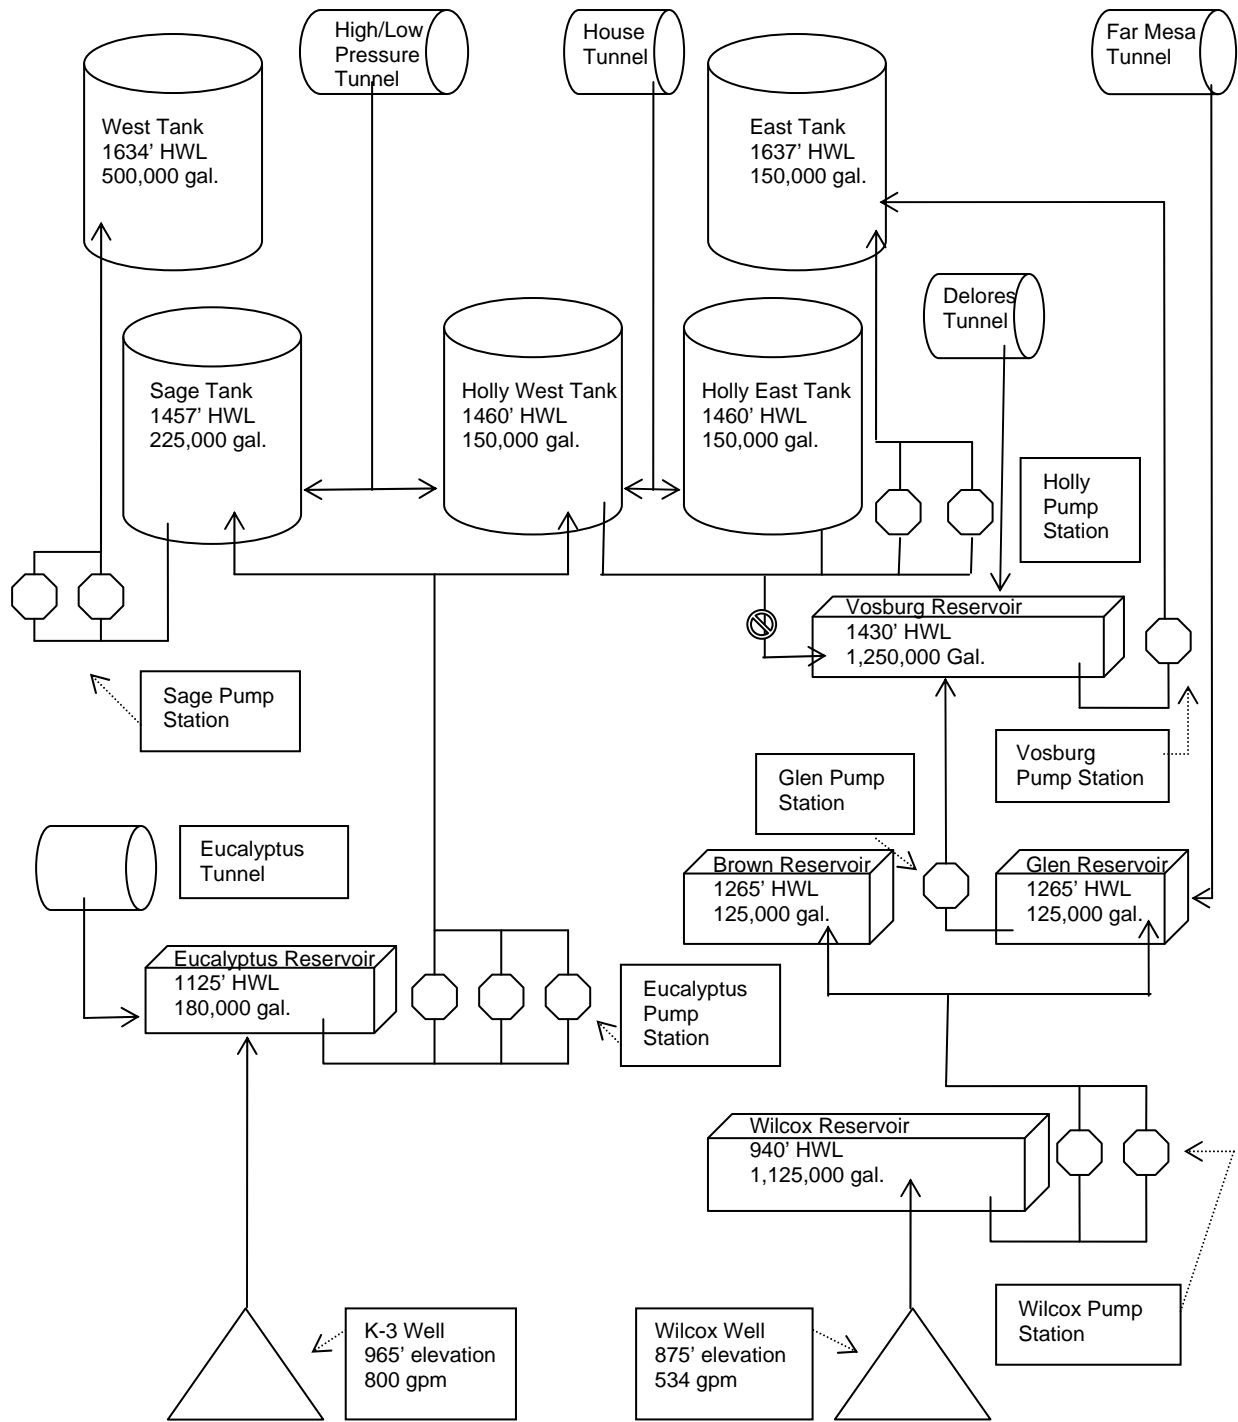 High/Low
Pressure
Tunnel
House
Tunnel
Far Mesa
Tunnel
West Tank
1634’ HWL
500,000 gal.
East Tank
1637’ HWL
150,000 gal.
Delores
Tunnel
Sage Tank
1457’ HWL
225,000 gal.
Holly West Tank
1460’ HWL
150,000 gal.
Holly East Tank
1460’ HWL
150,000 gal.
Holly
Pump
Station
Vosburg Reservoir
1430’ HWL
1,250,000 Gal.
Sage Pump
Station
Vosburg
Pump Station
Glen Pump
Station
Eucalyptus
Tunnel
Brown Reservoir
1265’ HWL
125,000 gal.
Glen Reservoir
1265’ HWL
125,000 gal.
Eucalyptus Reservoir
1125’ HWL
180,000 gal.
Eucalyptus
Pump
Station
Wilcox Reservoir
940’ HWL
1,125,000 gal.
Wilcox Pump
Station
K-3 Well
965’ elevation
800 gpm
Wilcox Well
875’ elevation
534 gpm